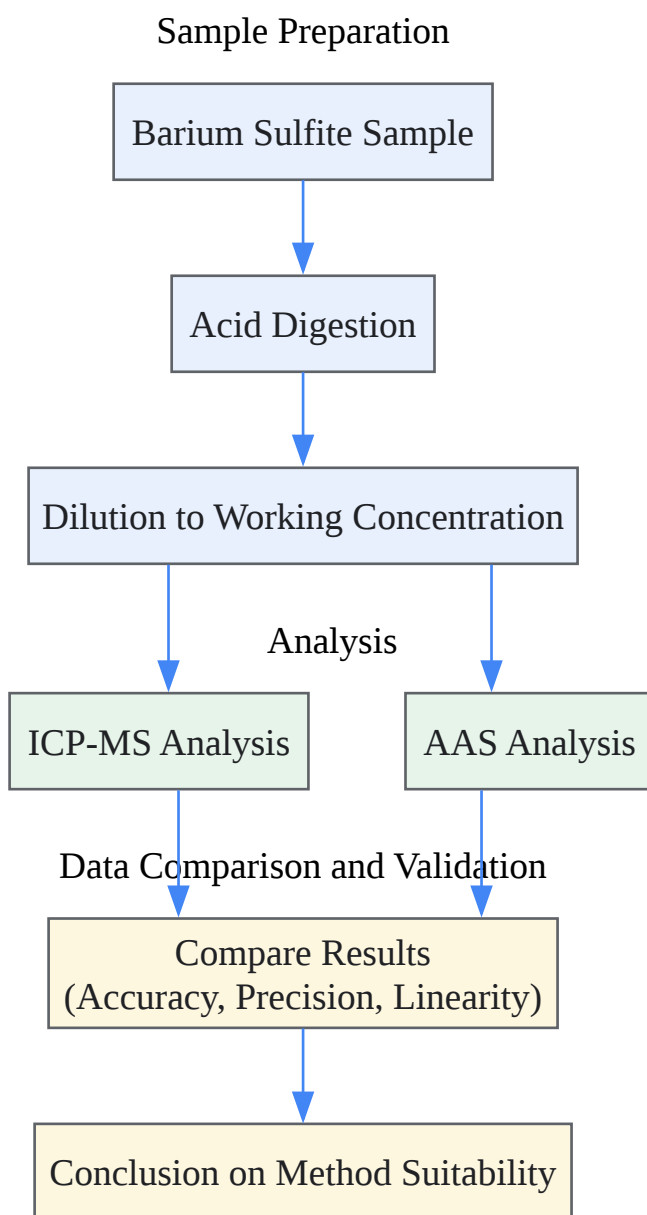 Sample Preparation
Barium Sulfite Sample
Acid Digestion
Dilution to Working Concentration
Analysis
ICP-MS Analysis
AAS Analysis
Data Comparison and Validation
Compare Results
(Accuracy, Precision, Linearity)
Conclusion on Method Suitability